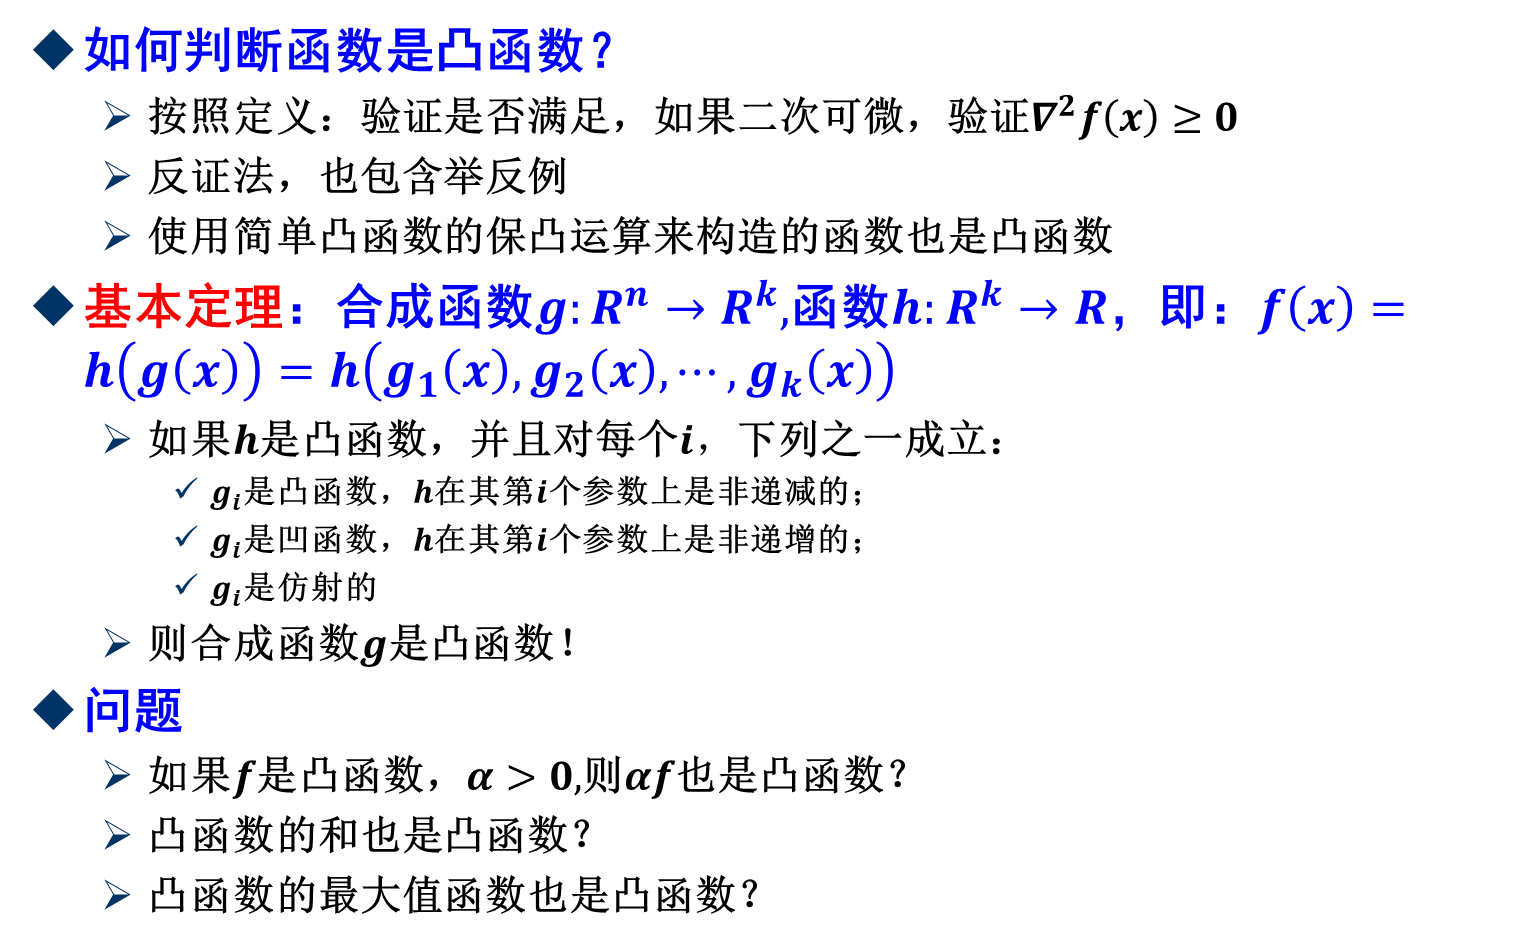 如何判断函数是凸函数?
按照定义：验证是否满足，如果二次可微，验证∇²f(x) ≥ 0
反证法，也包含举反例
使用简单凸函数的保凸运算来构造的函数也是凸函数
基本定理：合成函数g: Rⁿ → Rᵏ,函数h: Rᵏ → R，即：f(x) =
h(g(x)) = h(g₁(x), g₂(x), ⋯ , gₖ(x))
如果h是凸函数，并且对每个i，下列之一成立：
gᵢ是凸函数，h在其第i个参数上是非递减的；
gᵢ是凹函数，h在其第i个参数上是非递增的；
gᵢ是仿射的
则合成函数g是凸函数！
问题
如果f是凸函数，α > 0,则αf也是凸函数?
凸函数的和也是凸函数?
凸函数的最大值函数也是凸函数?